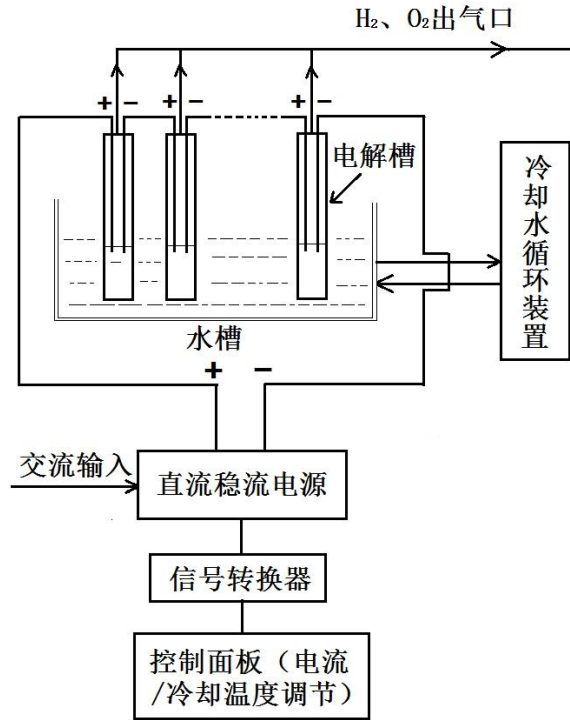 H₂、O₂出气口
+ − + − + −
电解槽
冷却水循环装置
水槽
+ −
交流输入
直流稳流电源
信号转换器
控制面板（电流
/冷却温度调节）